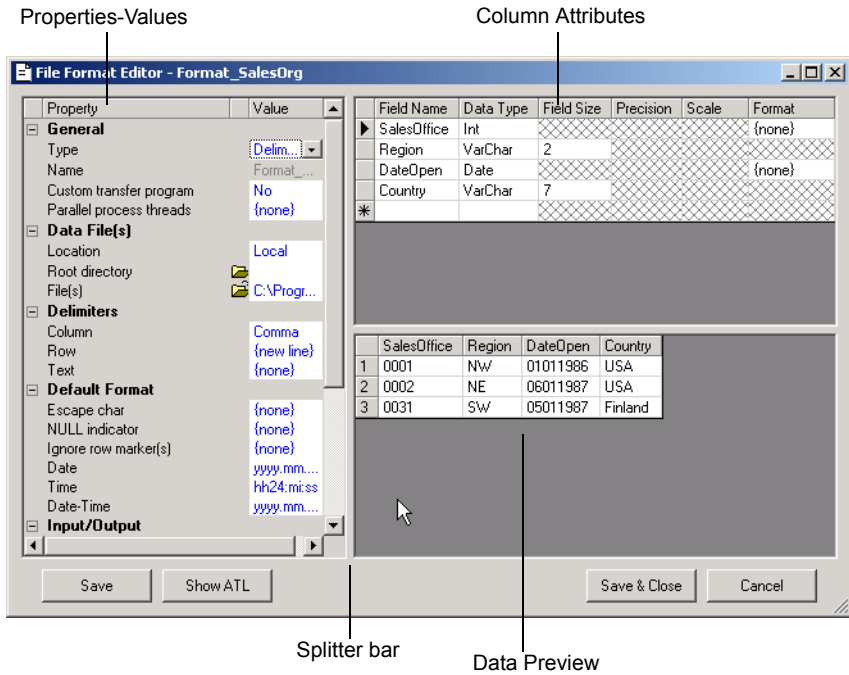 Properties-Values
Column Attributes
File Format Editor - Format_SalesOrg
Property Value
General
Type Delim...
Name Format_...
Custom transfer program No
Parallel process threads {none}
Data File(s)
Location Local
Root directory
File(s) C:\Progr...
Delimiters
Column Comma
Row {new line}
Text {none}
Default Format
Escape char {none}
NULL indicator {none}
Ignore row marker(s) {none}
Date yyyy.mm....
Time hh24:mi:ss
Date-Time yyyy.mm....
Input/Output
Field Name Data Type Field Size Precision Scale Format
SalesOffice Int {none}
Region VarChar 2
DateOpen Date {none}
Country VarChar 7
SalesOffice Region DateOpen Country
1 0001 NW 01011986 USA
2 0002 NE 06011987 USA
3 0031 SW 05011987 Finland
Save Show ATL Save & Close Cancel
Splitter bar
Data Preview